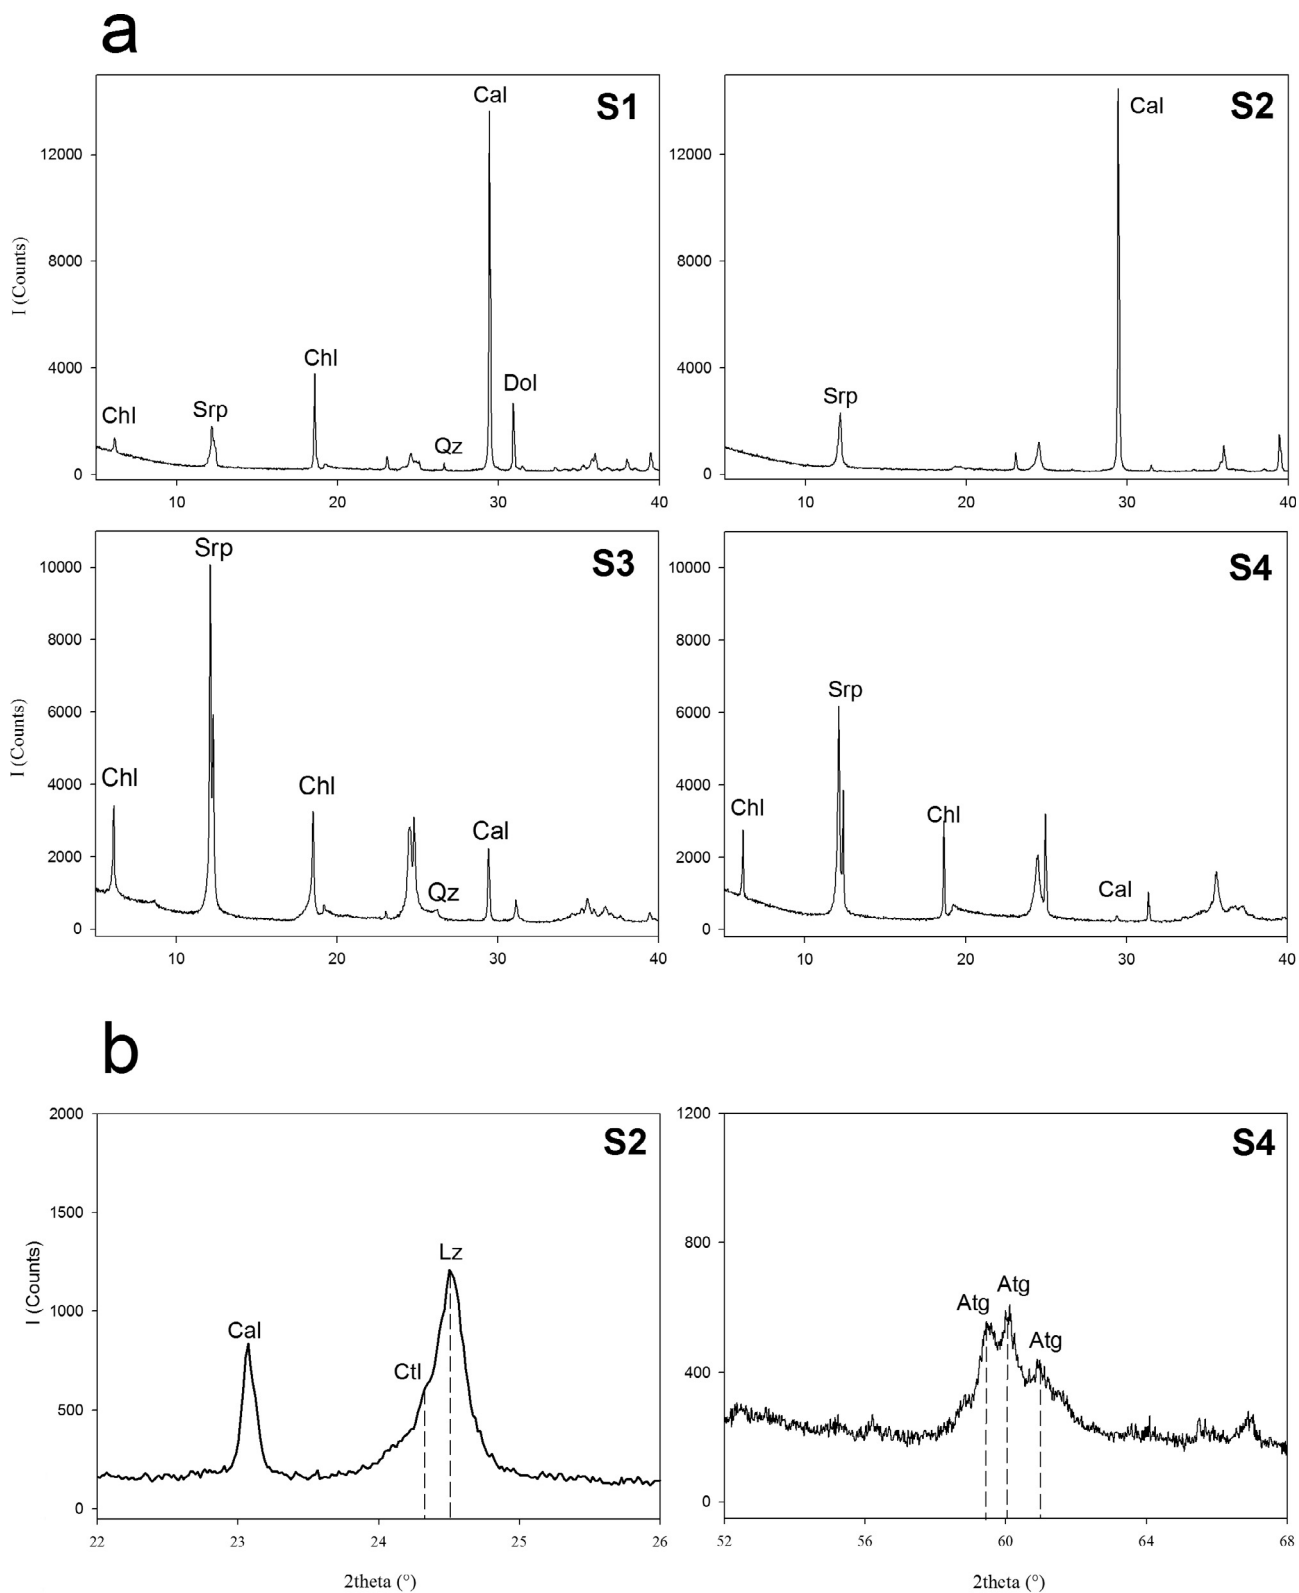 a
S1
Cal
12000
8000
4000
0
I (Counts)
Chl
Srp
Chl
Qz
Dol
10 20 30 40
S2
Cal
12000
8000
4000
0
Srp
10 20 30 40
S3
Srp
10000
8000
6000
4000
2000
0
I (Counts)
Chl
Chl
Qz
Cal
10 20 30 40
S4
10000
8000
6000
4000
2000
0
Srp
Chl
Chl
Cal
10 20 30 40
b
S2
2000
1500
1000
500
0
I (Counts)
Cal
Ctl
Lz
22 23 24 25 26
2theta (°)
S4
1200
800
400
0
Atg
Atg
Atg
52 56 60 64 68
2theta (°)